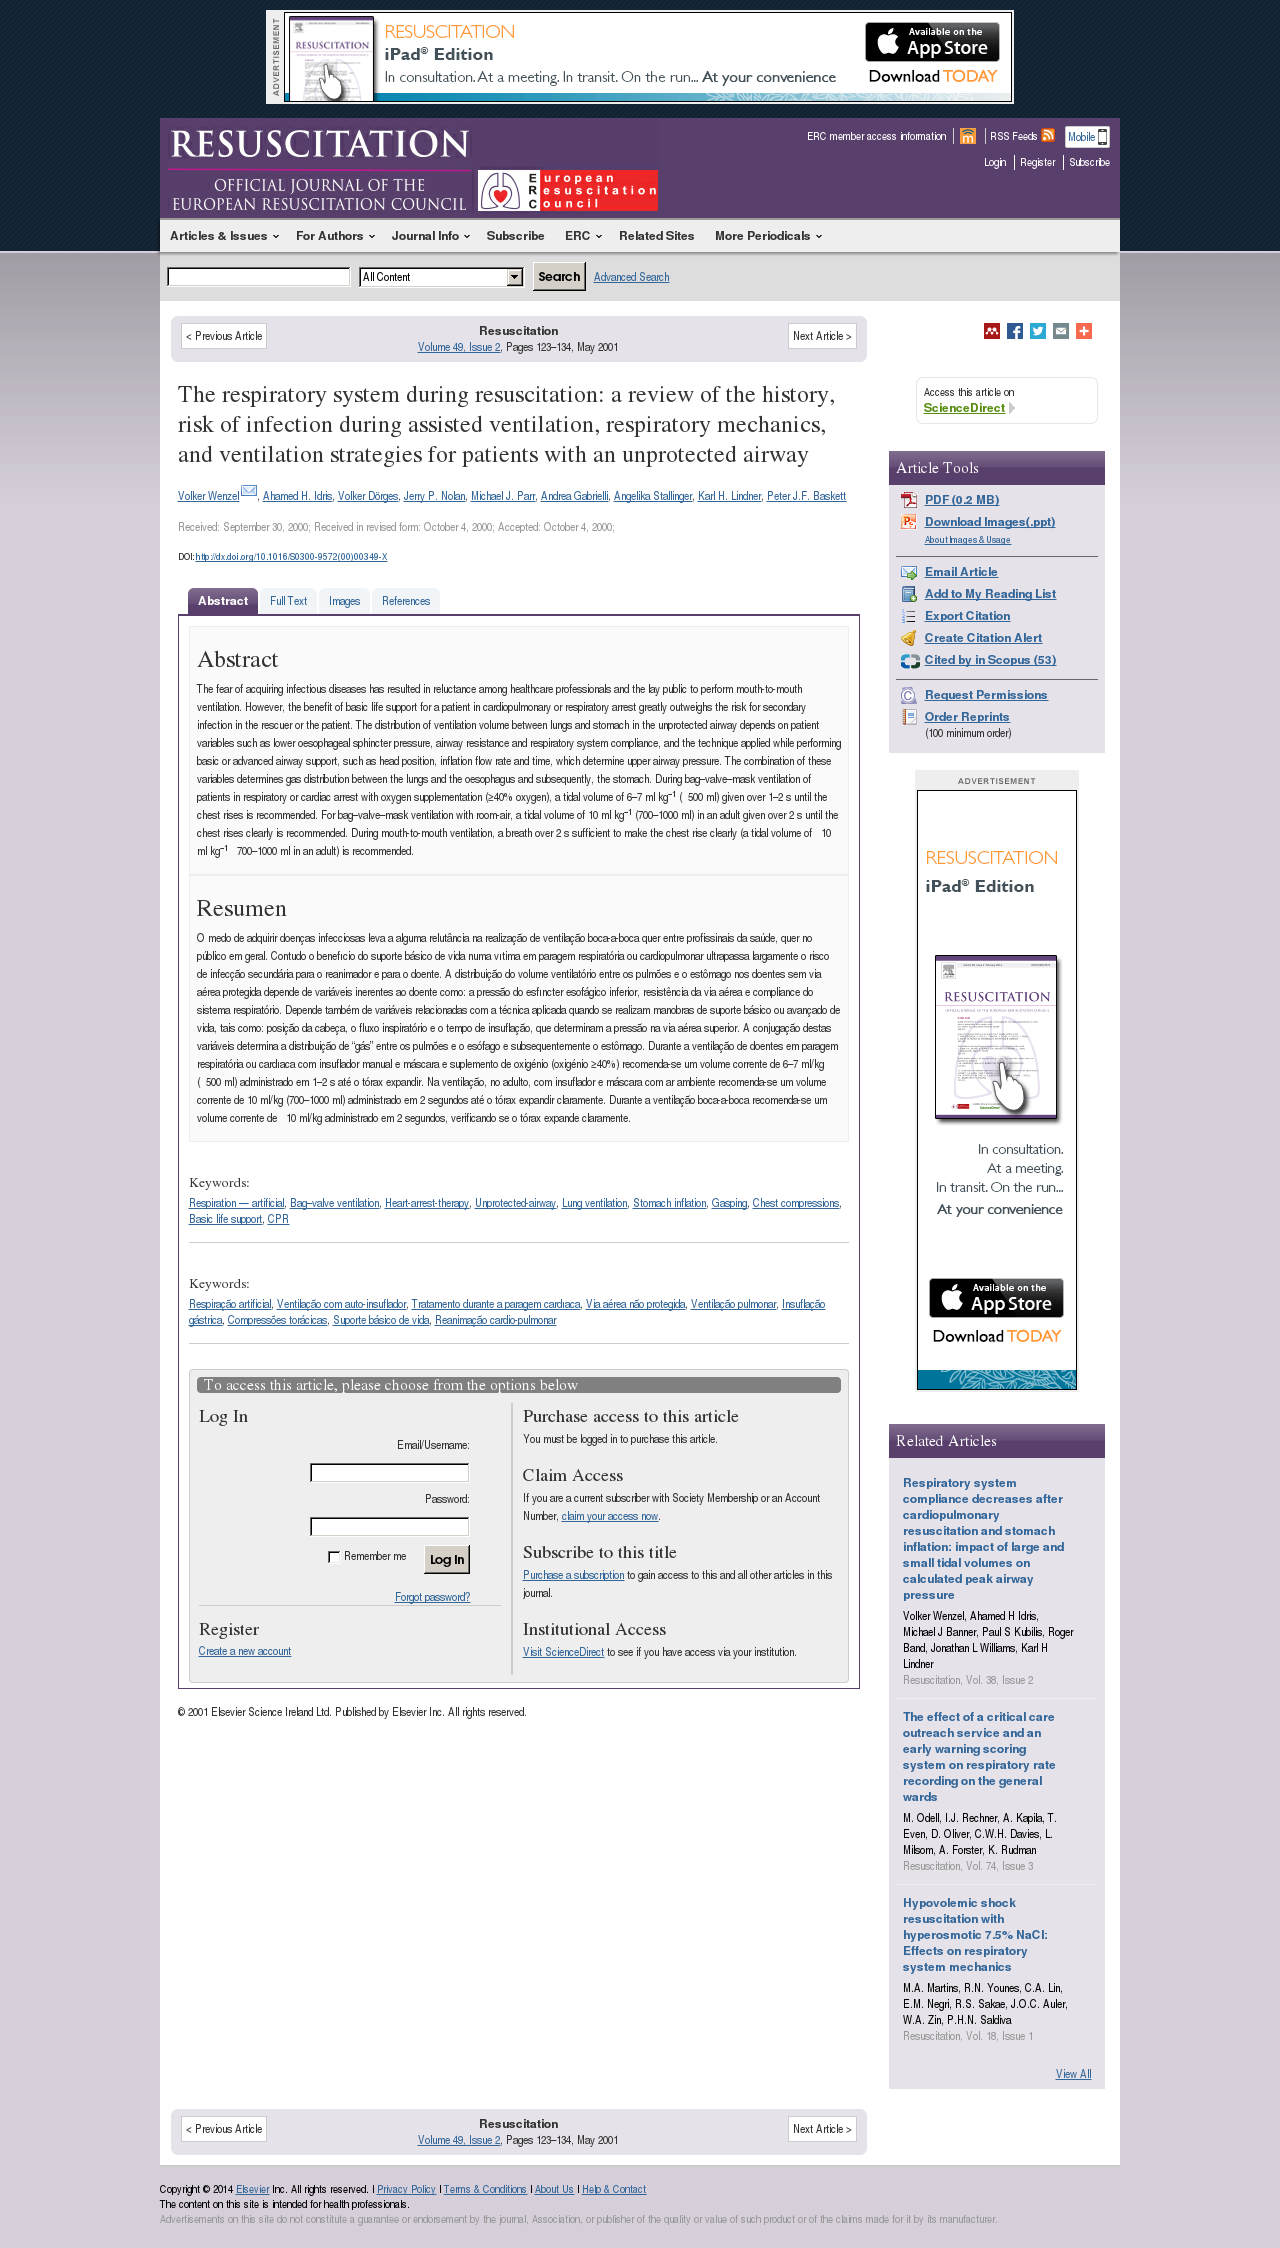 ADVERTISEMENT
RESUSCITATION
RESUSCITATION
iPad® Edition
In consultation. At a meeting. In transit. On the run... At your convenience
Available on the
App Store
Download TODAY
RESUSCITATION
OFFICIAL JOURNAL OF THE
EUROPEAN RESUSCITATION COUNCIL
ERC
European
Resuscitation
Council
ERC member access information
RSS Feeds
Mobile
Login
Register
Subscribe
Articles & Issues
For Authors
Journal Info
Subscribe
ERC
Related Sites
More Periodicals
All Content
Search
Advanced Search
< Previous Article
Resuscitation
Volume 49, Issue 2, Pages 123–134, May 2001
Next Article >
The respiratory system during resuscitation: a review of the history,
risk of infection during assisted ventilation, respiratory mechanics,
and ventilation strategies for patients with an unprotected airway
Volker Wenzel, Ahamed H. Idris, Volker Dörges, Jerry P. Nolan, Michael J. Parr, Andrea Gabrielli, Angelika Stallinger, Karl H. Lindner, Peter J.F. Baskett
Received: September 30, 2000; Received in revised form: October 4, 2000; Accepted: October 4, 2000;
DOI: http://dx.doi.org/10.1016/S0300-9572(00)00349-X
Abstract
Full Text
Images
References
Abstract
The fear of acquiring infectious diseases has resulted in reluctance among healthcare professionals and the lay public to perform mouth-to-mouth
ventilation. However, the benefit of basic life support for a patient in cardiopulmonary or respiratory arrest greatly outweighs the risk for secondary
infection in the rescuer or the patient. The distribution of ventilation volume between lungs and stomach in the unprotected airway depends on patient
variables such as lower oesophageal sphincter pressure, airway resistance and respiratory system compliance, and the technique applied while performing
basic or advanced airway support, such as head position, inflation flow rate and time, which determine upper airway pressure. The combination of these
variables determines gas distribution between the lungs and the oesophagus and subsequently, the stomach. During bag–valve–mask ventilation of
patients in respiratory or cardiac arrest with oxygen supplementation (≥40% oxygen), a tidal volume of 6–7 ml kg−1 ( 500 ml) given over 1–2 s until the
chest rises is recommended. For bag–valve–mask ventilation with room-air, a tidal volume of 10 ml kg−1 (700–1000 ml) in an adult given over 2 s until the
chest rises clearly is recommended. During mouth-to-mouth ventilation, a breath over 2 s sufficient to make the chest rise clearly (a tidal volume of 10
ml kg−1 700–1000 ml in an adult) is recommended.
Resumen
O medo de adquirir doenças infecciosas leva a alguma relutância na realização de ventilação boca-a-boca quer entre profissinais da saúde, quer no
público em geral. Contudo o benefıcio do suporte básico de vida numa vıtima em paragem respiratória ou cardiopulmonar ultrapassa largamente o risco
de infecção secundária para o reanimador e para o doente. A distribuição do volume ventilatório entre os pulmões e o estômago nos doentes sem via
aérea protegida depende de variáveis inerentes ao doente como: a pressão do esfıncter esofágico inferior, resistência da via aérea e compliance do
sistema respiratório. Depende também de variáveis relacionadas com a técnica aplicada quando se realizam manobras de suporte básico ou avançado de
vida, tais como: posição da cabeça, o fluxo inspiratório e o tempo de insuflação, que determinam a pressão na via aérea superior. A conjugação destas
variáveis determina a distribuição de “gás” entre os pulmões e o esófago e subsequentemente o estômago. Durante a ventilação de doentes em paragem
respiratória ou cardıaca com insuflador manual e máscara e suplemento de oxigénio (oxigénio ≥40%) recomenda-se um volume corrente de 6–7 ml/kg
( 500 ml) administrado em 1–2 s até o tórax expandir. Na ventilação, no adulto, com insuflador e máscara com ar ambiente recomenda-se um volume
corrente de 10 ml/kg (700–1000 ml) administrado em 2 segundos até o tórax expandir claramente. Durante a ventilação boca-a-boca recomenda-se um
volume corrente de 10 ml/kg administrado em 2 segundos, verificando se o tórax expande claramente.
Keywords:
Respiration — artificial, Bag–valve ventilation, Heart-arrest-therapy, Unprotected-airway, Lung ventilation, Stomach inflation, Gasping, Chest compressions,
Basic life support, CPR
Keywords:
Respiração artificial, Ventilação com auto-insuflador, Tratamento durante a paragem cardıaca, Via aérea não protegida, Ventilação pulmonar, Insuflação
gástrica, Compressões torácicas, Suporte básico de vida, Reanimação cardio-pulmonar
To access this article, please choose from the options below
Log In
Email/Username:
Password:
Remember me
Log In
Forgot password?
Register
Create a new account
Purchase access to this article
You must be logged in to purchase this article.
Claim Access
If you are a current subscriber with Society Membership or an Account
Number, claim your access now.
Subscribe to this title
Purchase a subscription to gain access to this and all other articles in this
journal.
Institutional Access
Visit ScienceDirect to see if you have access via your institution.
© 2001 Elsevier Science Ireland Ltd. Published by Elsevier Inc. All rights reserved.
Access this article on
ScienceDirect
Article Tools
PDF (0.2 MB)
Download Images(.ppt)
About Images & Usage
Email Article
Add to My Reading List
Export Citation
Create Citation Alert
Cited by in Scopus (53)
Request Permissions
Order Reprints
(100 minimum order)
ADVERTISEMENT
RESUSCITATION
iPad® Edition
RESUSCITATION
In consultation.
At a meeting.
In transit. On the run...
At your convenience
Available on the
App Store
Download TODAY
Related Articles
Respiratory system
compliance decreases after
cardiopulmonary
resuscitation and stomach
inflation: impact of large and
small tidal volumes on
calculated peak airway
pressure
Volker Wenzel, Ahamed H Idris,
Michael J Banner, Paul S Kubilis, Roger
Band, Jonathan L Williams, Karl H
Lindner
Resuscitation, Vol. 38, Issue 2
The effect of a critical care
outreach service and an
early warning scoring
system on respiratory rate
recording on the general
wards
M. Odell, I.J. Rechner, A. Kapila, T.
Even, D. Oliver, C.W.H. Davies, L.
Milsom, A. Forster, K. Rudman
Resuscitation, Vol. 74, Issue 3
Hypovolemic shock
resuscitation with
hyperosmotic 7.5% NaCl:
Effects on respiratory
system mechanics
M.A. Martins, R.N. Younes, C.A. Lin,
E.M. Negri, R.S. Sakae, J.O.C. Auler,
W.A. Zin, P.H.N. Saldiva
Resuscitation, Vol. 18, Issue 1
View All
< Previous Article
Resuscitation
Volume 49, Issue 2, Pages 123–134, May 2001
Next Article >
Copyright © 2014 Elsevier Inc. All rights reserved. | Privacy Policy | Terms & Conditions | About Us | Help & Contact
The content on this site is intended for health professionals.
Advertisements on this site do not constitute a guarantee or endorsement by the journal, Association, or publisher of the quality or value of such product or of the claims made for it by its manufacturer.